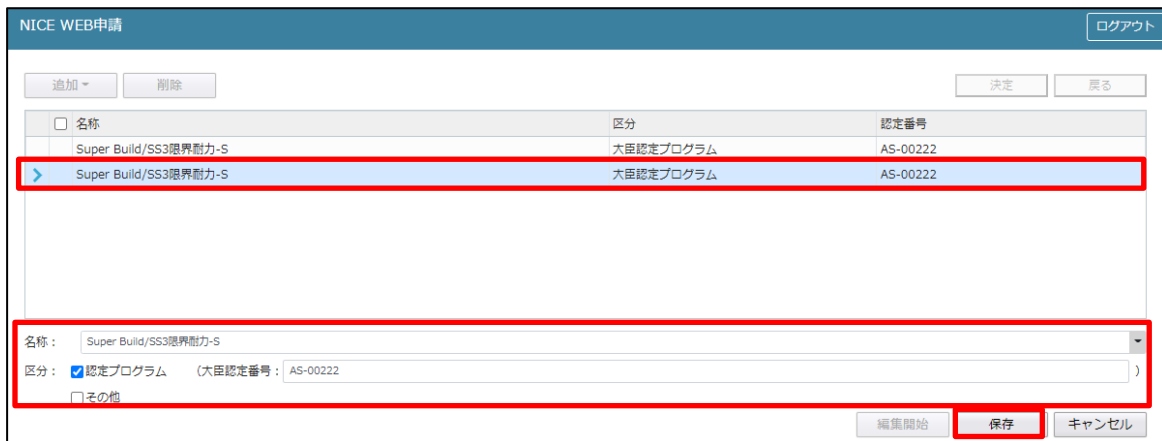 NICE WEB申請 ログアウト
追加 削除 決定 戻る
名称 区分 認定番号
Super Build/SS3限界耐力-S 大臣認定プログラム AS-00222
Super Build/SS3限界耐力-S 大臣認定プログラム AS-00222
名称： Super Build/SS3限界耐力-S
区分： 認定プログラム （大臣認定番号： AS-00222 ）
その他
編集開始 保存 キャンセル